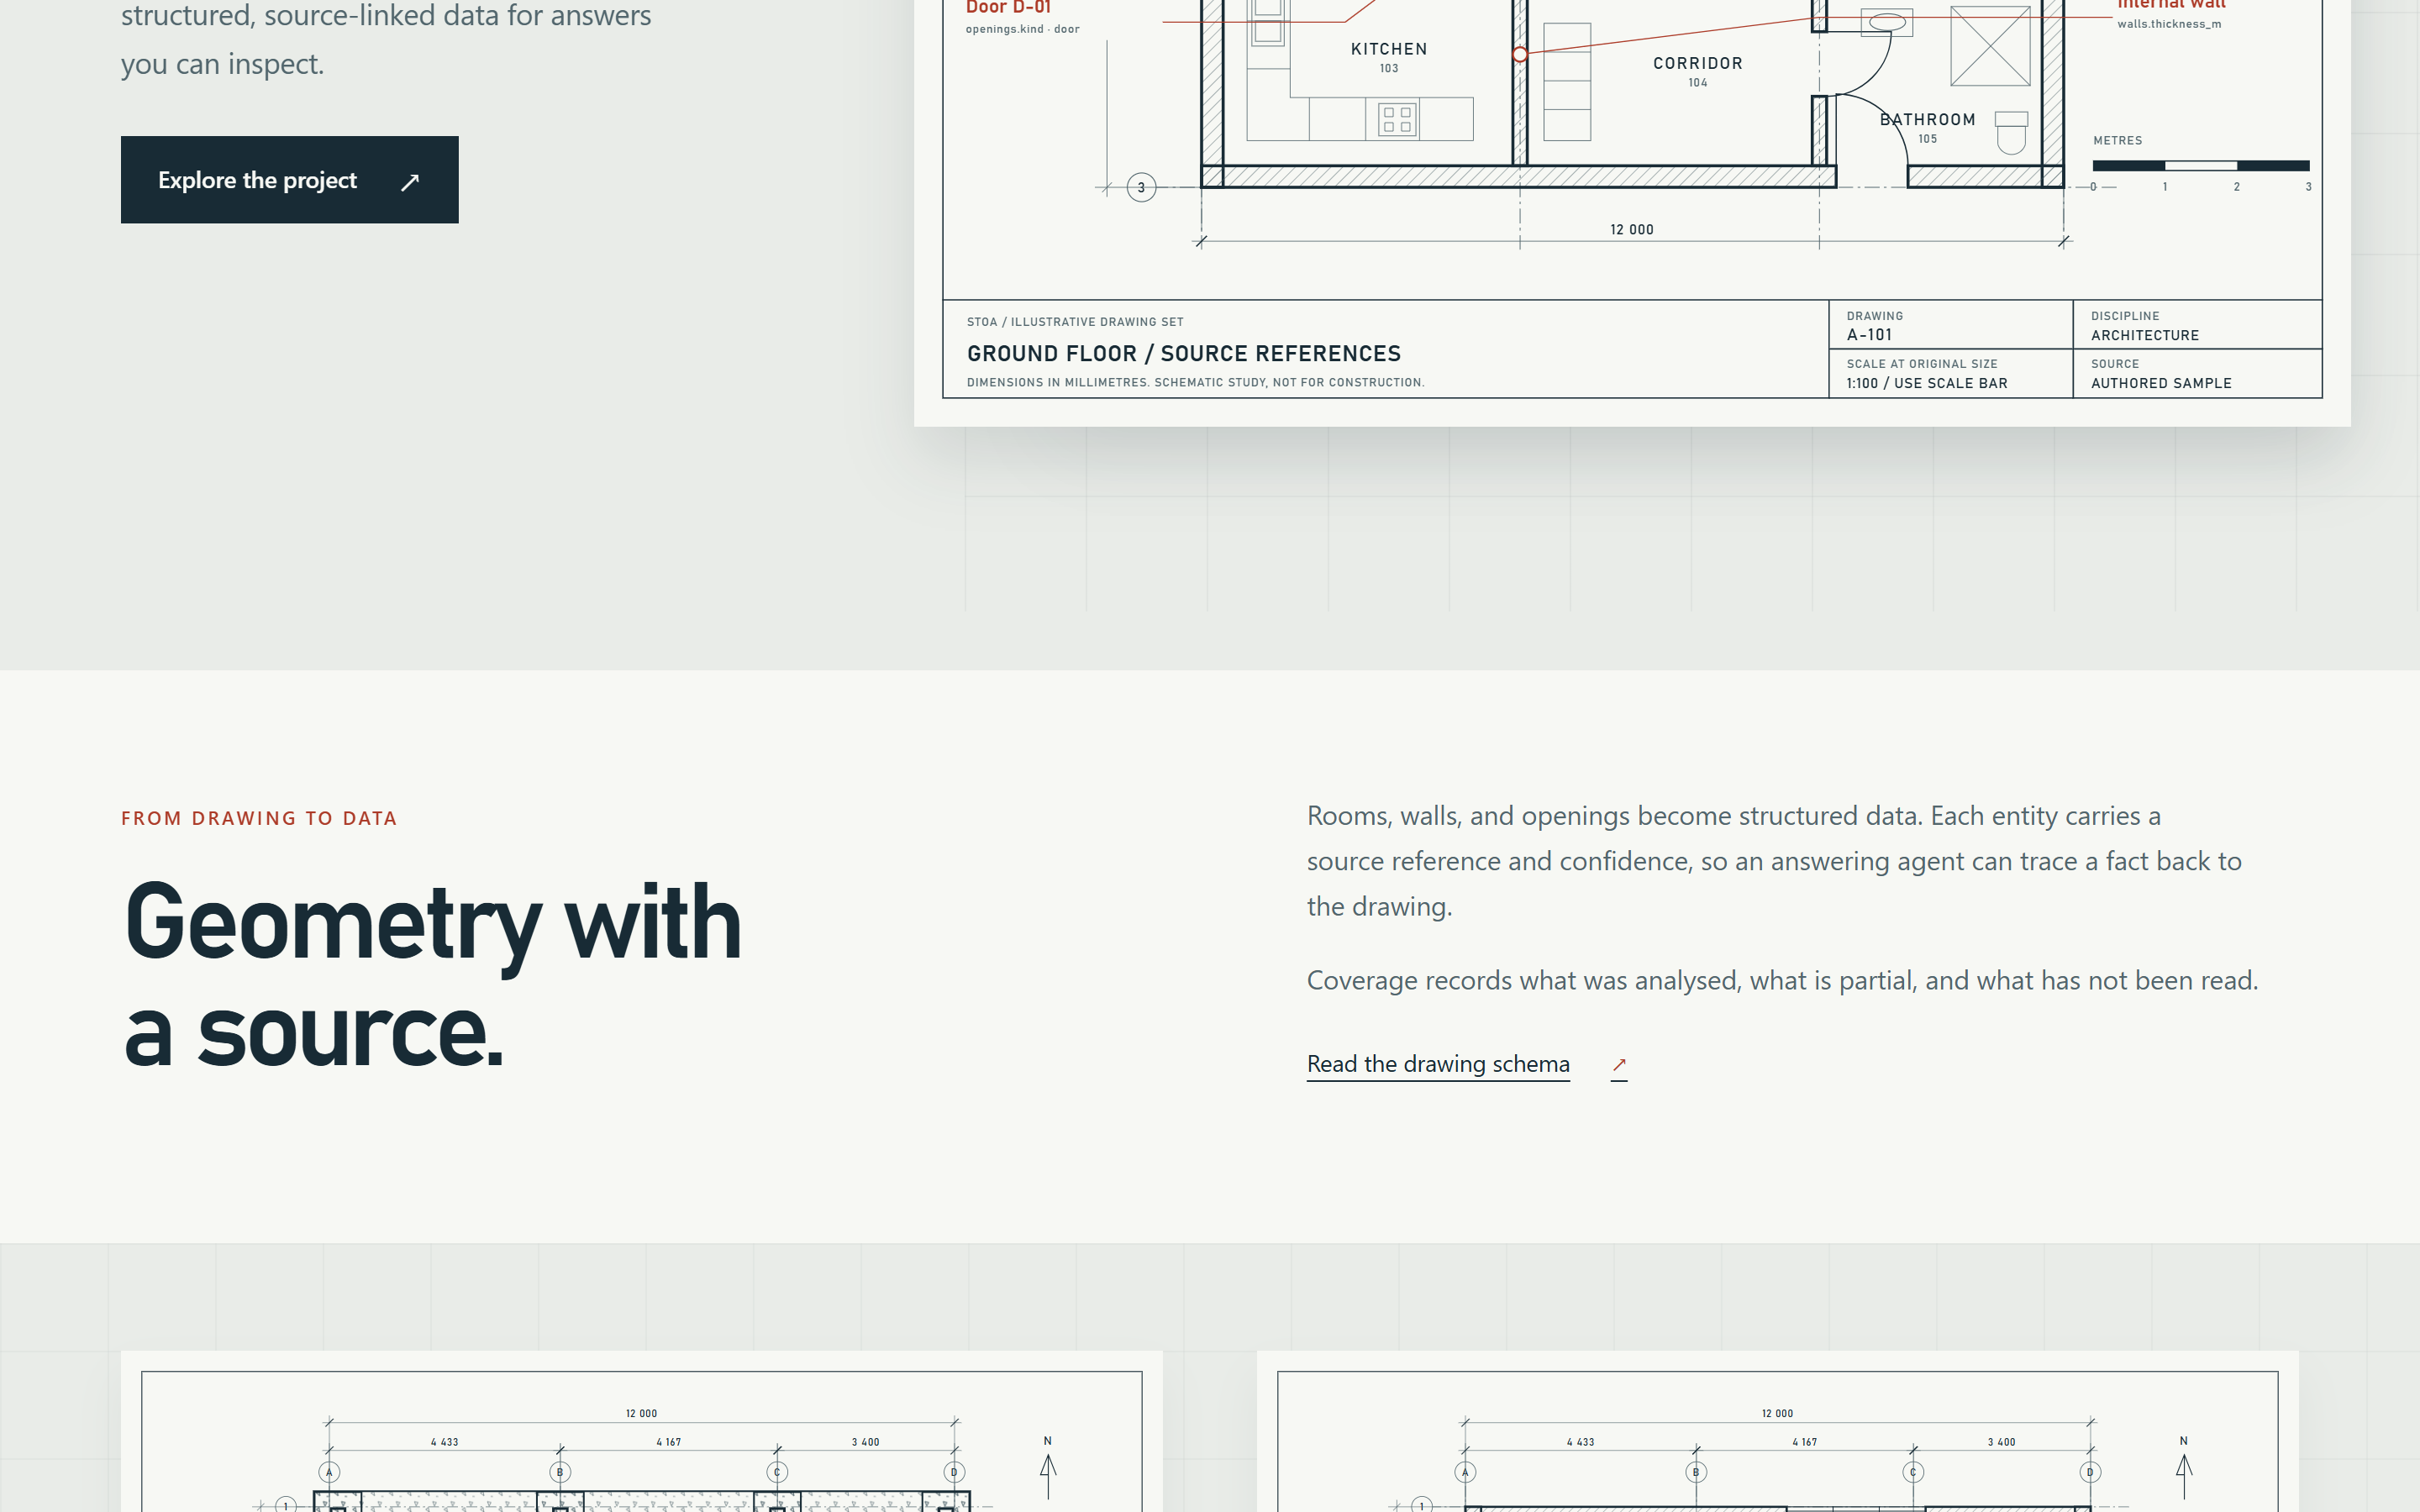 structured, source-linked data for answers
you can inspect.
Explore the project ↗
Door D-01
openings.kind · door
Internal wall
walls.thickness_m
KITCHEN
103
CORRIDOR
104
BATHROOM
105
METRES
0 1 2 3
3
12 000
STOA / ILLUSTRATIVE DRAWING SET
GROUND FLOOR / SOURCE REFERENCES
DIMENSIONS IN MILLIMETRES. SCHEMATIC STUDY, NOT FOR CONSTRUCTION.
DRAWING
A-101
DISCIPLINE
ARCHITECTURE
SCALE AT ORIGINAL SIZE
1:100 / USE SCALE BAR
SOURCE
AUTHORED SAMPLE
FROM DRAWING TO DATA
Geometry with
a source.
Rooms, walls, and openings become structured data. Each entity carries a
source reference and confidence, so an answering agent can trace a fact back to
the drawing.
Coverage records what was analysed, what is partial, and what has not been read.
Read the drawing schema ↗
12 000
4 433 4 167 3 400
N
A B C D
1
12 000
4 433 4 167 3 400
N
A B C D
1